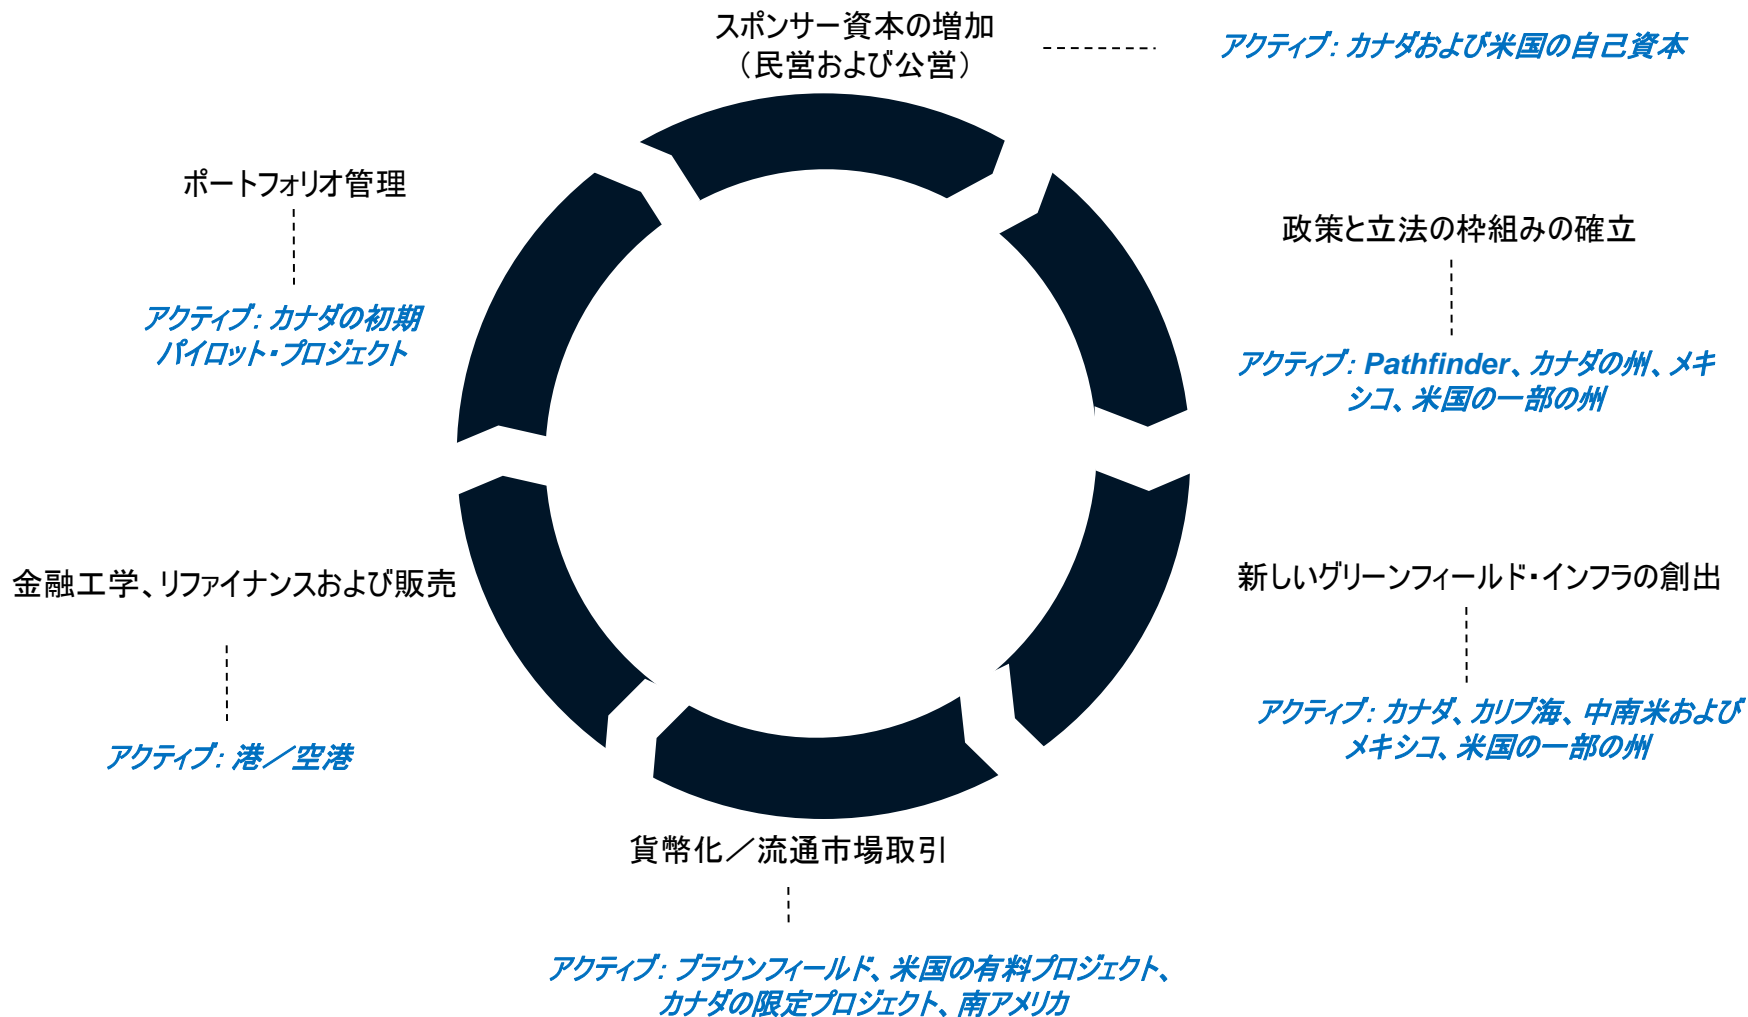 スポンサー資本の増加
（民営および公営）
アクティブ：カナダおよび米国の自己資本
政策と立法の枠組みの確立
アクティブ：Pathfinder、カナダの州、メキ
シコ、米国の一部の州
新しいグリーンフィールド・インフラの創出
アクティブ：カナダ、カリブ海、中南米および
メキシコ、米国の一部の州
貨幣化／流通市場取引
アクティブ：ブラウンフィールド、米国の有料プロジェクト、
カナダの限定プロジェクト、南アメリカ
金融工学、リファイナンスおよび販売
アクティブ：港／空港
ポートフォリオ管理
アクティブ：カナダの初期
パイロット・プロジェクト